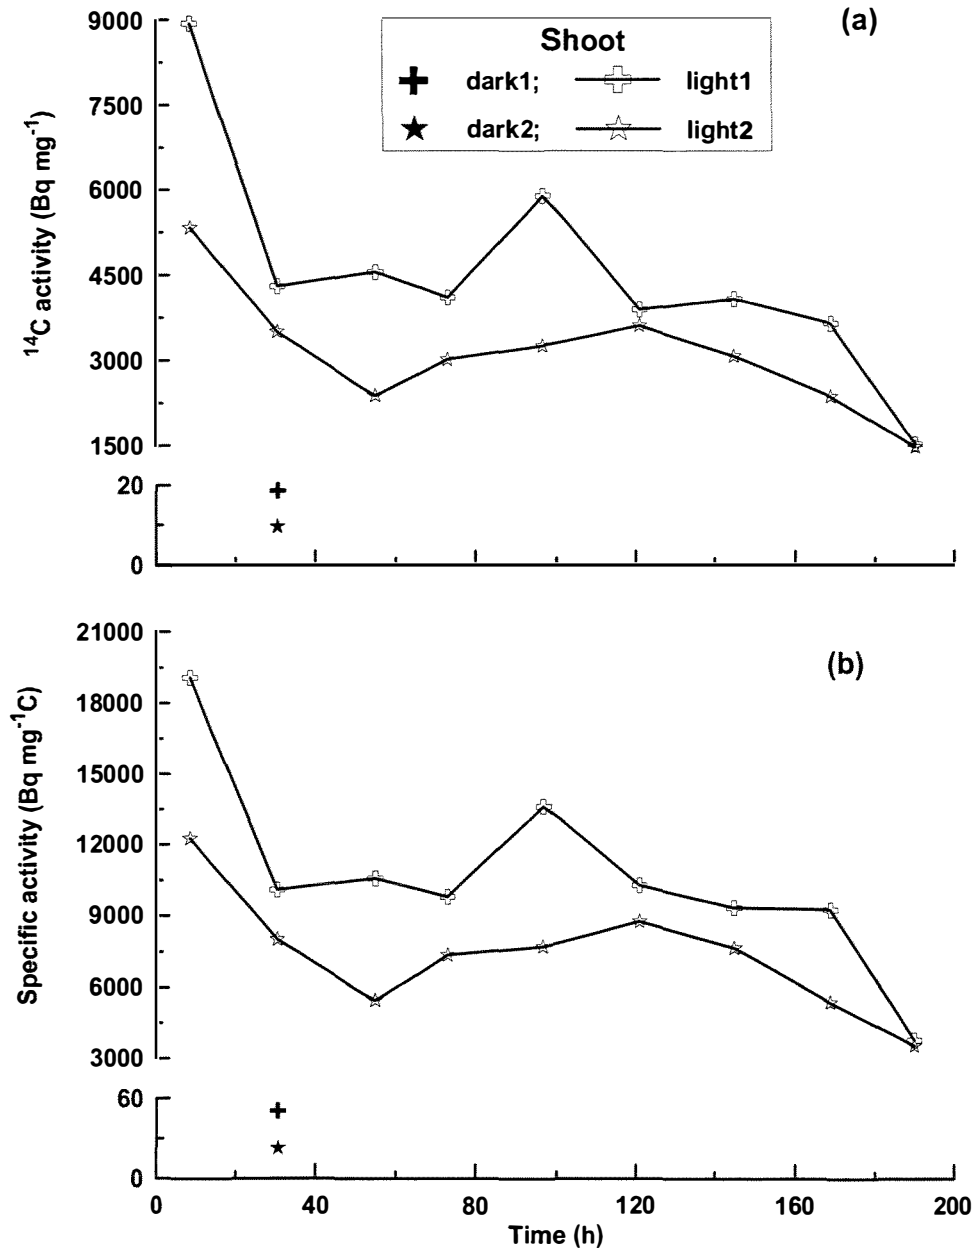 (a)
Shoot
dark1; light1
dark2; light2
9000
7500
6000
4500
3000
1500
20
0
¹⁴C activity (Bq mg⁻¹)
(b)
21000
18000
15000
12000
9000
6000
3000
60
0
Specific activity (Bq mg⁻¹C)
0 40 80 120 160 200
Time (h)